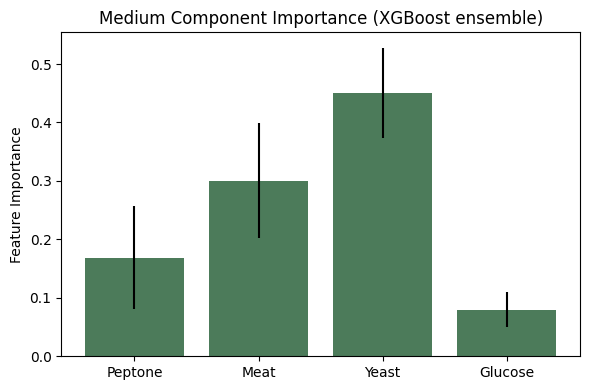 Medium Component Importance (XGBoost ensemble)
Feature Importance
0.5
0.4
0.3
0.2
0.1
0.0
Peptone Meat Yeast Glucose